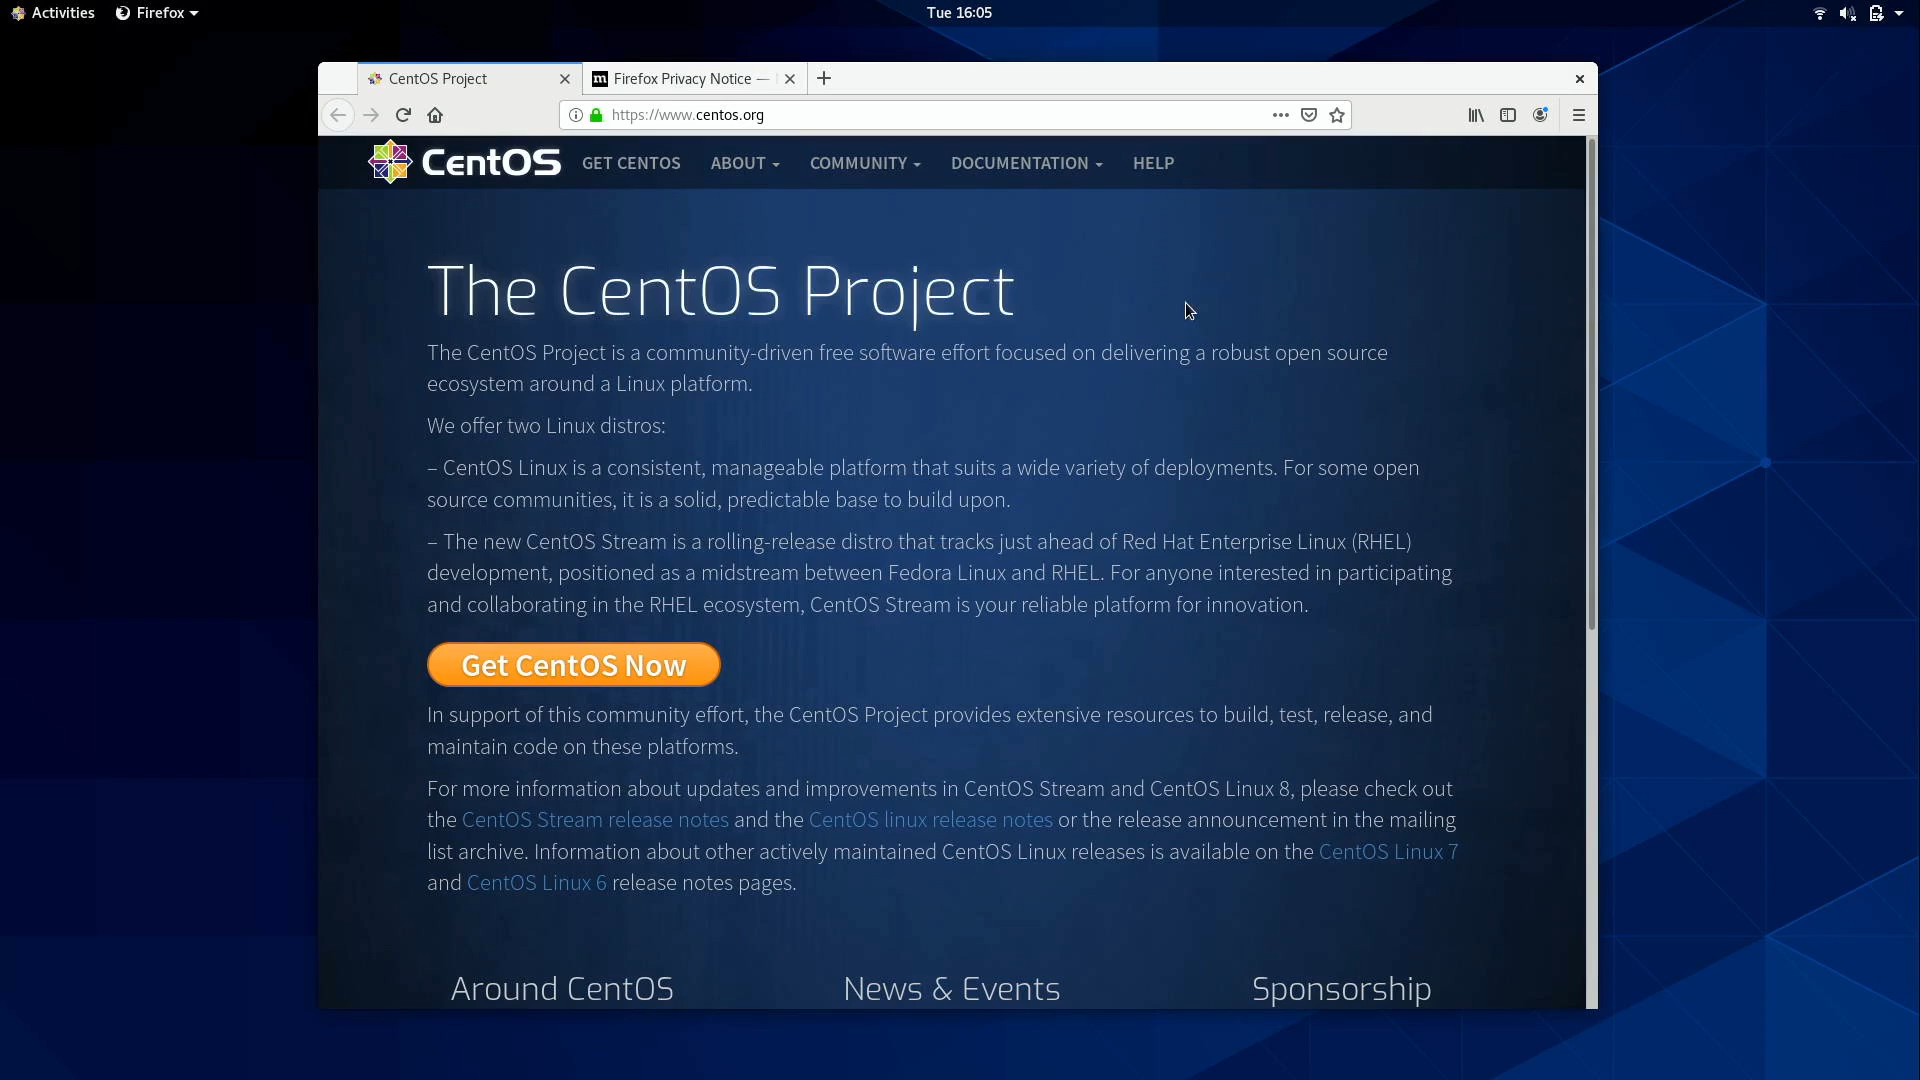 Activities Firefox Tue 16:05
CentOS Project Firefox Privacy Notice —
https://www.centos.org
CentOS GET CENTOS ABOUT COMMUNITY DOCUMENTATION HELP
The CentOS Project
The CentOS Project is a community-driven free software effort focused on delivering a robust open source
ecosystem around a Linux platform.
We offer two Linux distros:
– CentOS Linux is a consistent, manageable platform that suits a wide variety of deployments. For some open
source communities, it is a solid, predictable base to build upon.
– The new CentOS Stream is a rolling-release distro that tracks just ahead of Red Hat Enterprise Linux (RHEL)
development, positioned as a midstream between Fedora Linux and RHEL. For anyone interested in participating
and collaborating in the RHEL ecosystem, CentOS Stream is your reliable platform for innovation.
Get CentOS Now
In support of this community effort, the CentOS Project provides extensive resources to build, test, release, and
maintain code on these platforms.
For more information about updates and improvements in CentOS Stream and CentOS Linux 8, please check out
the CentOS Stream release notes and the CentOS linux release notes or the release announcement in the mailing
list archive. Information about other actively maintained CentOS Linux releases is available on the CentOS Linux 7
and CentOS Linux 6 release notes pages.
Around CentOS News & Events Sponsorship